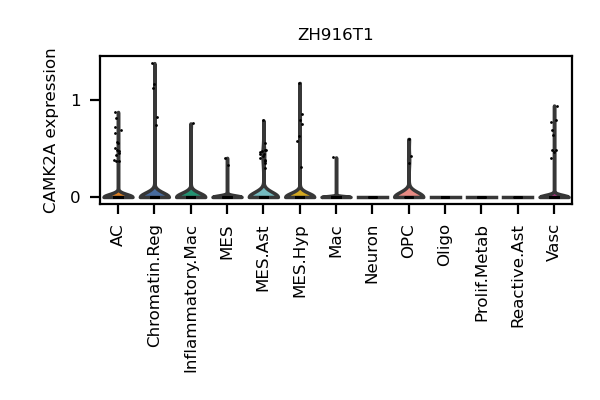 ZH916T1
CAMK2A expression
1
0
AC
Chromatin.Reg
Inflammatory.Mac
MES
MES.Ast
MES.Hyp
Mac
Neuron
OPC
Oligo
Prolif.Metab
Reactive.Ast
Vasc